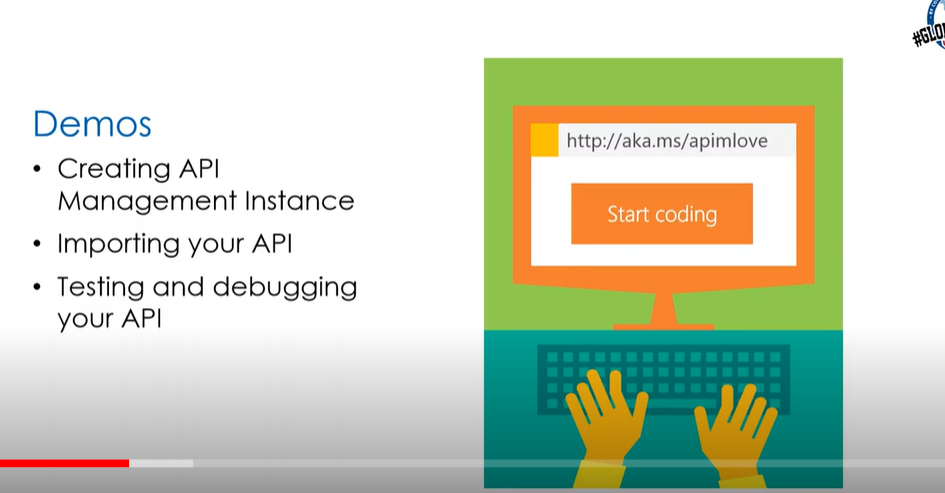 Demos
• Creating API
Management Instance
• Importing your API
• Testing and debugging
your API
http://aka.ms/apimlove
Start coding